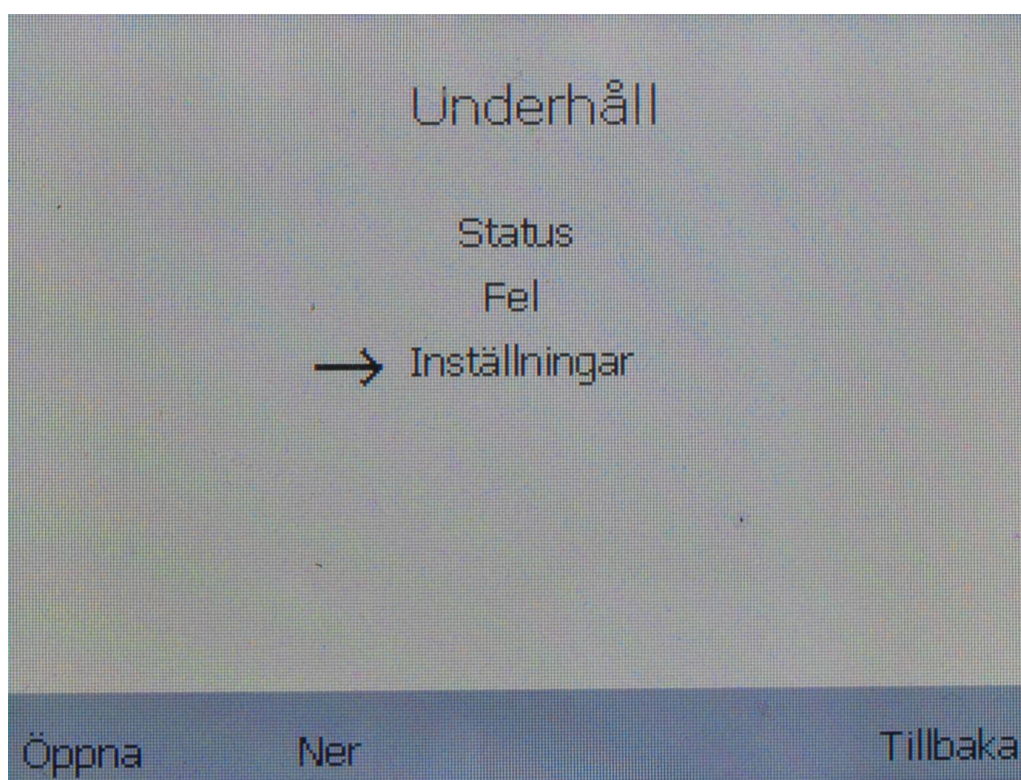 Underhåll
Status
Fel
→ Inställningar
Öppna Ner Tillbaka